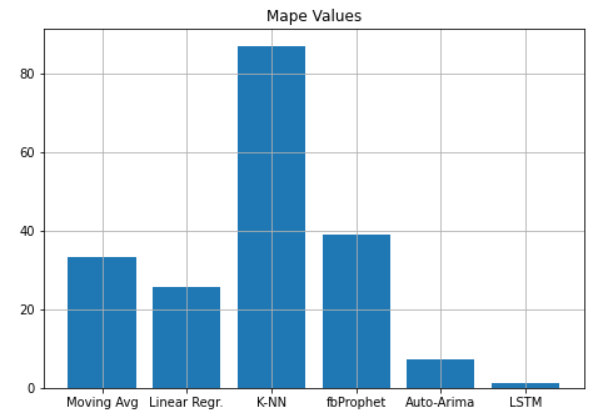 Mape Values
80
60
40
20
0
Moving Avg Linear Regr. K-NN fbProphet Auto-Arima LSTM